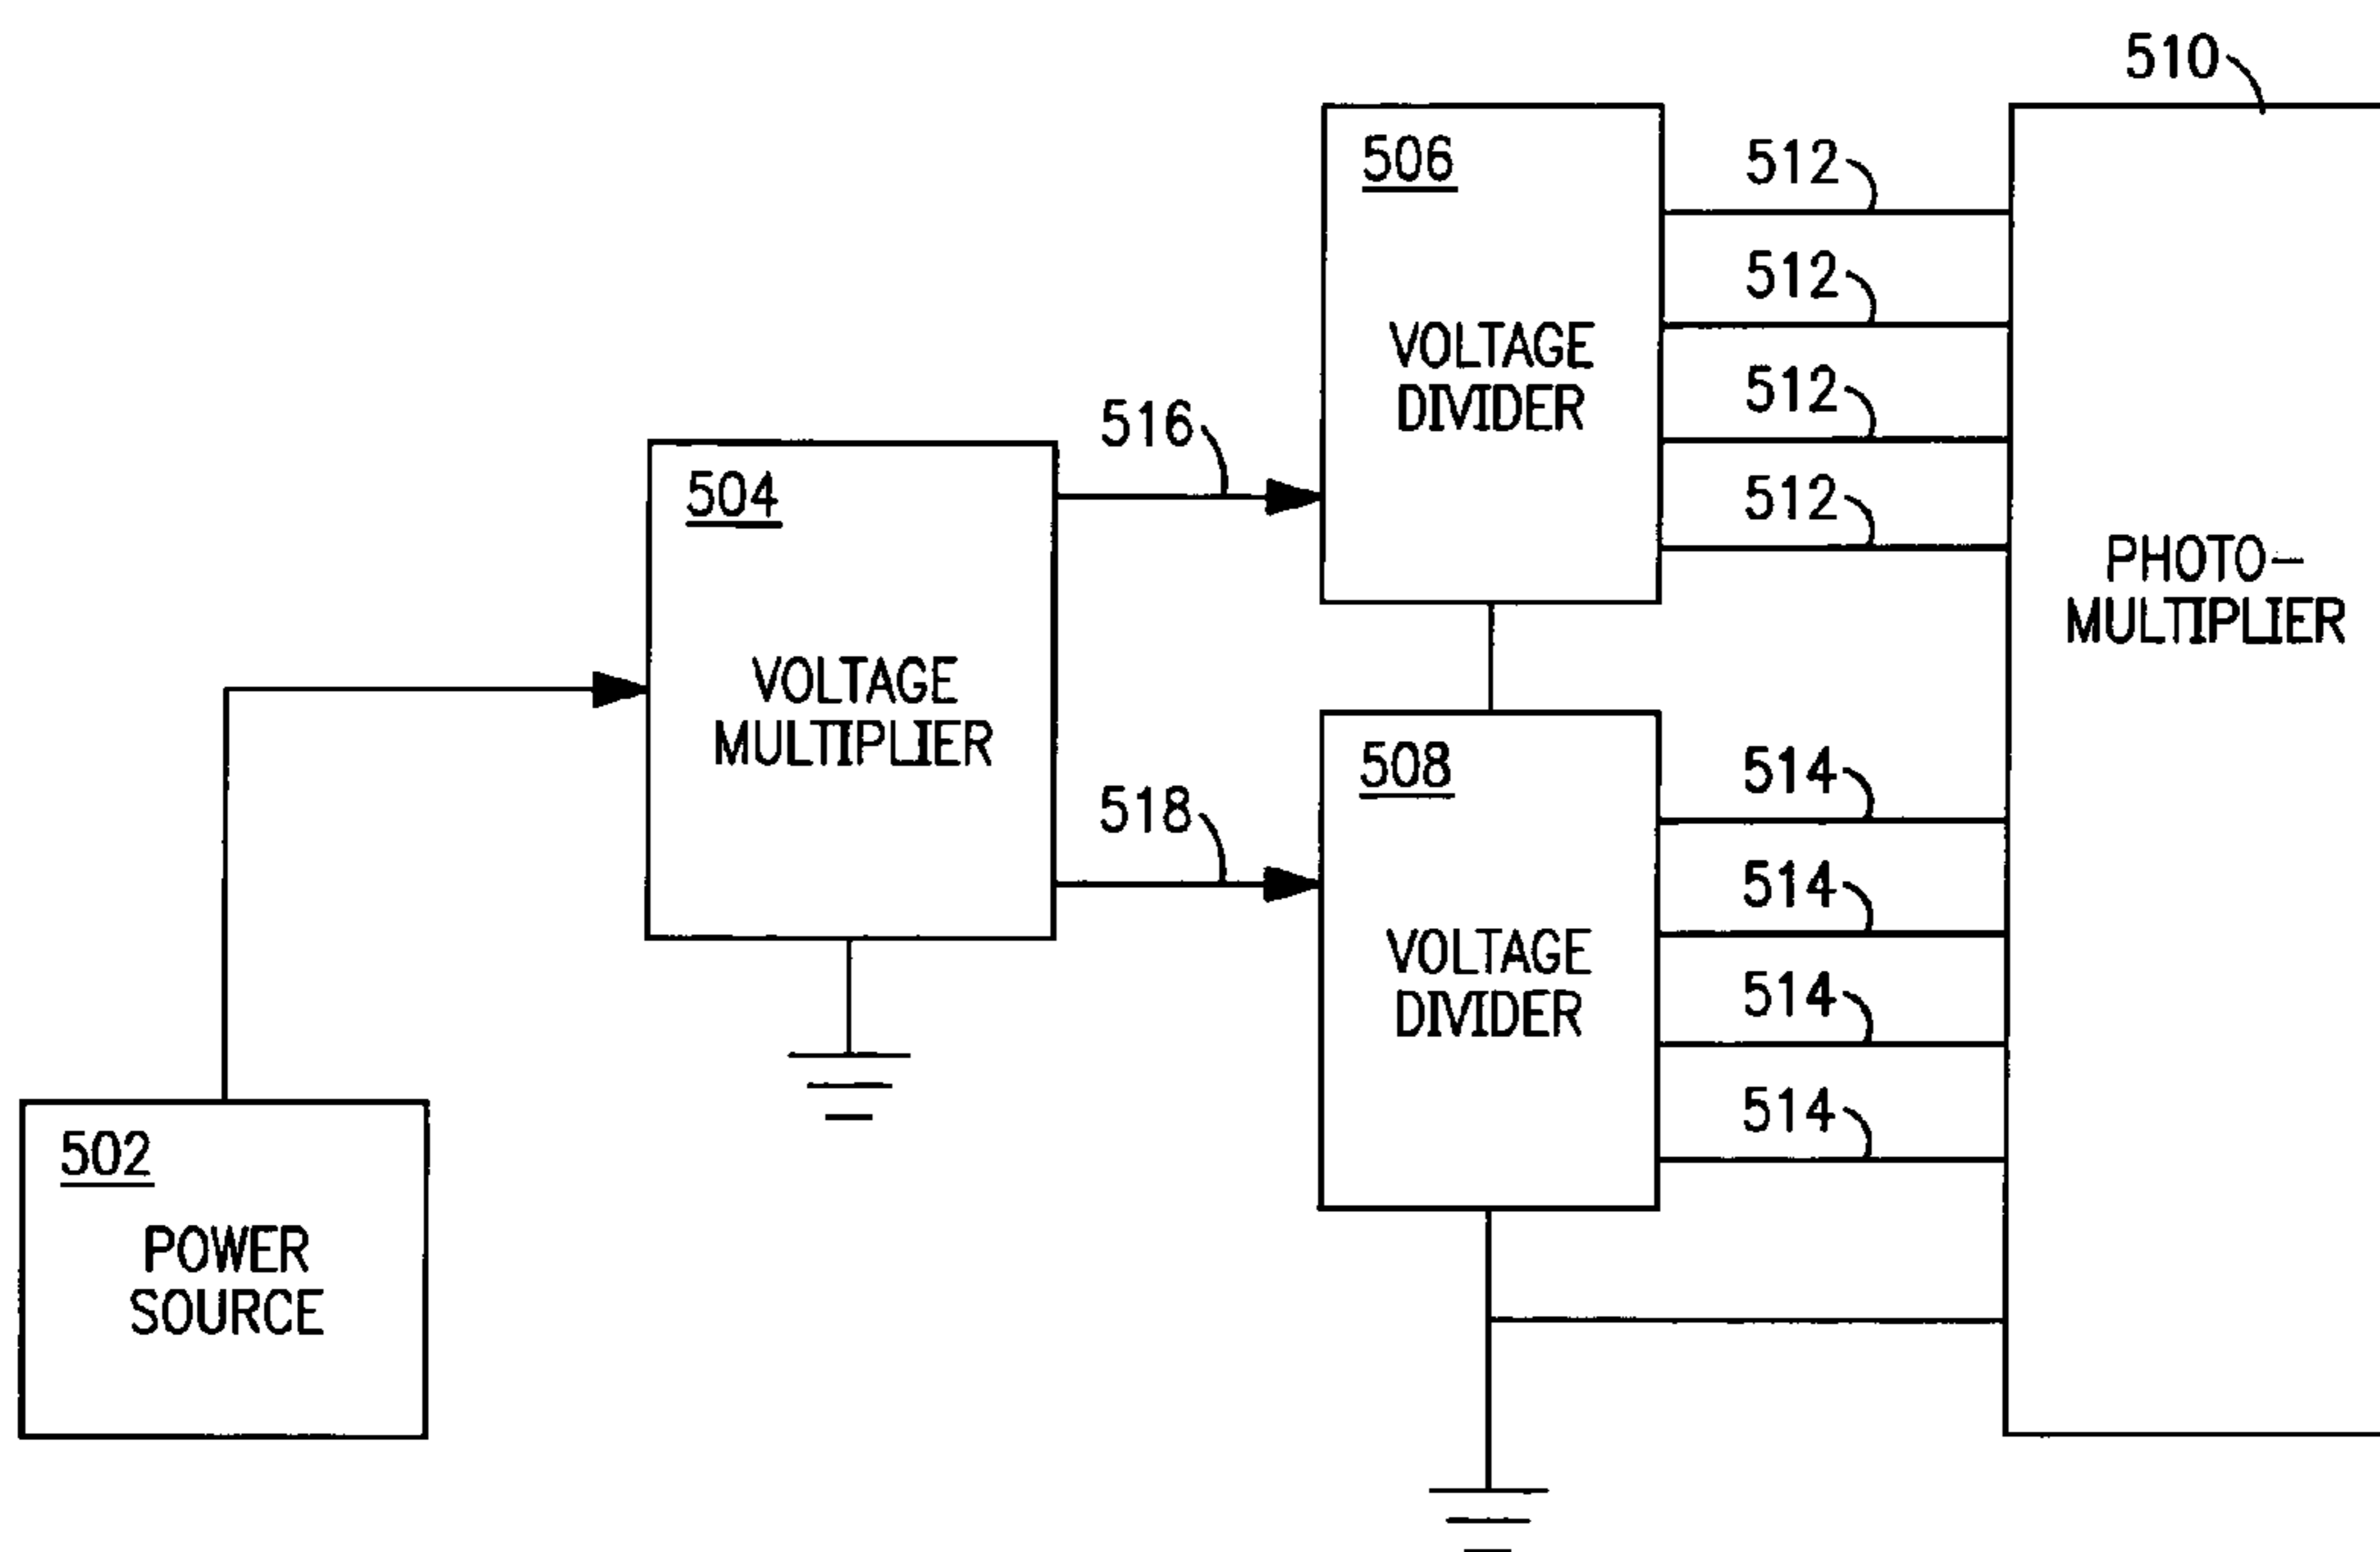 510
506
VOLTAGE
DIVIDER
512
512
512
512
PHOTO-
MULTIPLIER
504
VOLTAGE
MULTIPLIER
516
518
508
VOLTAGE
DIVIDER
514
514
514
514
502
POWER
SOURCE